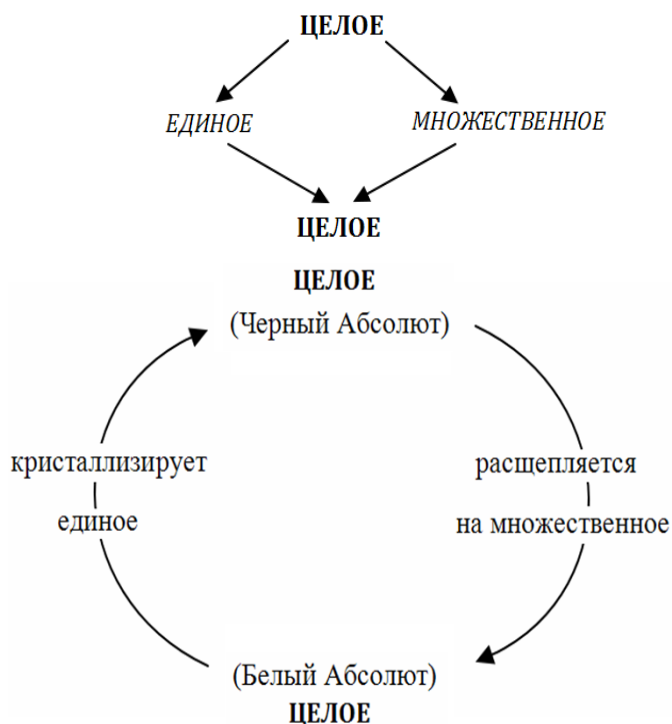 ЦЕЛОЕ
ЕДИНОЕ
МНОЖЕСТВЕННОЕ
ЦЕЛОЕ
ЦЕЛОЕ
(Черный Абсолют)
кристаллизирует
единое
расщепляется
на множественное
(Белый Абсолют)
ЦЕЛОЕ